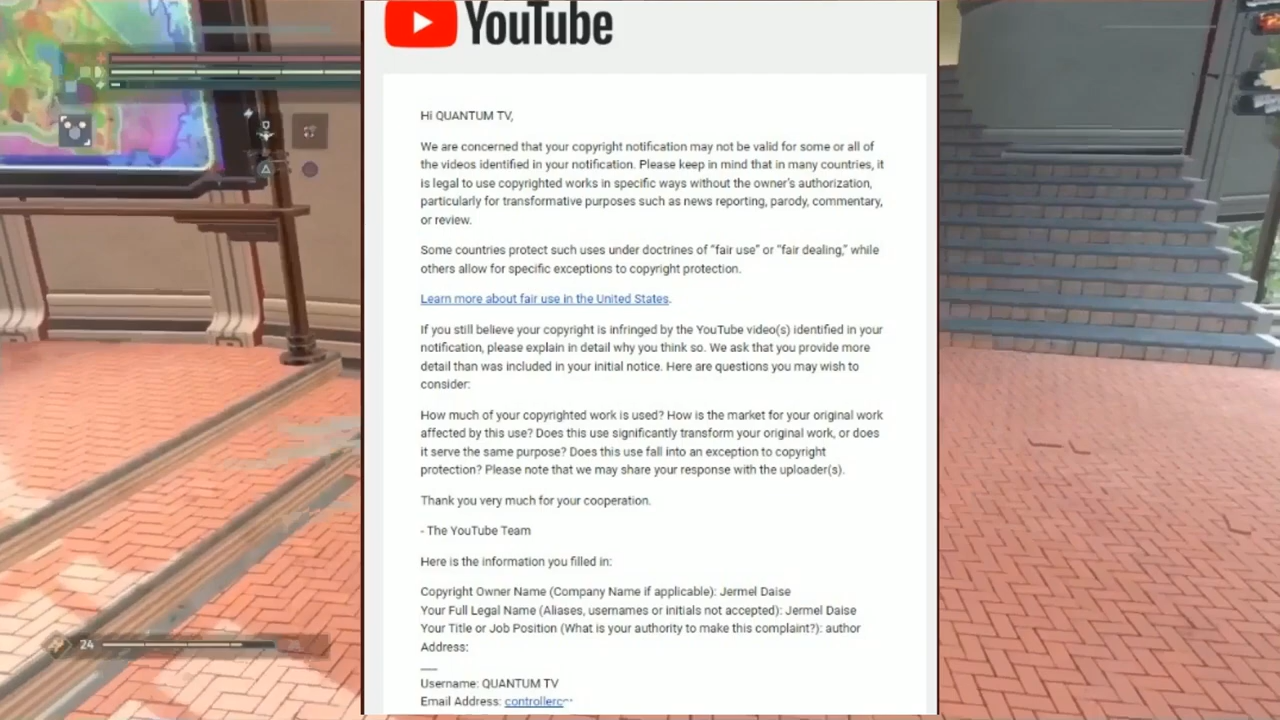 YouTube
Hi QUANTUM TV,
We are concerned that your copyright notification may not be valid for some or all of
the videos identified in your notification. Please keep in mind that in many countries, it
is legal to use copyrighted works in specific ways without the owner's authorization,
particularly for transformative purposes such as news reporting, parody, commentary,
or review.
Some countries protect such uses under doctrines of “fair use” or “fair dealing,” while
others allow for specific exceptions to copyright protection.
Learn more about fair use in the United States.
If you still believe your copyright is infringed by the YouTube video(s) identified in your
notification, please explain in detail why you think so. We ask that you provide more
detail than was included in your initial notice. Here are questions you may wish to
consider:
How much of your copyrighted work is used? How is the market for your original work
affected by this use? Does this use significantly transform your original work, or does
it serve the same purpose? Does this use fall into an exception to copyright
protection? Please note that we may share your response with the uploader(s).
Thank you very much for your cooperation.
- The YouTube Team
Here is the information you filled in:
Copyright Owner Name (Company Name if applicable): Jermel Daise
Your Full Legal Name (Aliases, usernames or initials not accepted): Jermel Daise
Your Title or Job Position (What is your authority to make this complaint?): author
Address:
Username: QUANTUM TV
Email Address:
24